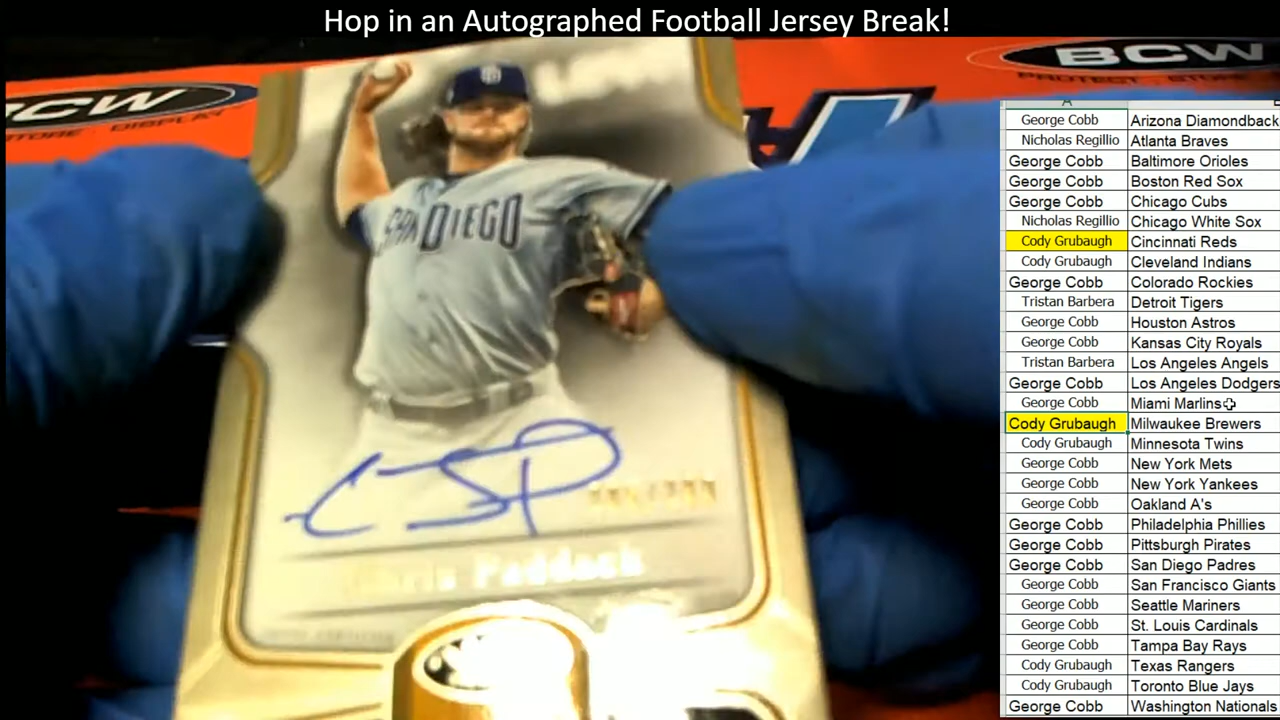 Hop in an Autographed Football Jersey Break!
BCW
STORE DISPLAY
BCW
PROTECT STORE
SAN DIEGO
Chris Paddack
A
George Cobb Arizona Diamondback
Nicholas Regillio Atlanta Braves
George Cobb Baltimore Orioles
George Cobb Boston Red Sox
George Cobb Chicago Cubs
Nicholas Regillio Chicago White Sox
Cody Grubaugh Cincinnati Reds
Cody Grubaugh Cleveland Indians
George Cobb Colorado Rockies
Tristan Barbera Detroit Tigers
George Cobb Houston Astros
George Cobb Kansas City Royals
Tristan Barbera Los Angeles Angels
George Cobb Los Angeles Dodgers
George Cobb Miami Marlins
Cody Grubaugh Milwaukee Brewers
Cody Grubaugh Minnesota Twins
George Cobb New York Mets
George Cobb New York Yankees
George Cobb Oakland A's
George Cobb Philadelphia Phillies
George Cobb Pittsburgh Pirates
George Cobb San Diego Padres
George Cobb San Francisco Giants
George Cobb Seattle Mariners
George Cobb St. Louis Cardinals
George Cobb Tampa Bay Rays
Cody Grubaugh Texas Rangers
Cody Grubaugh Toronto Blue Jays
George Cobb Washington Nationals